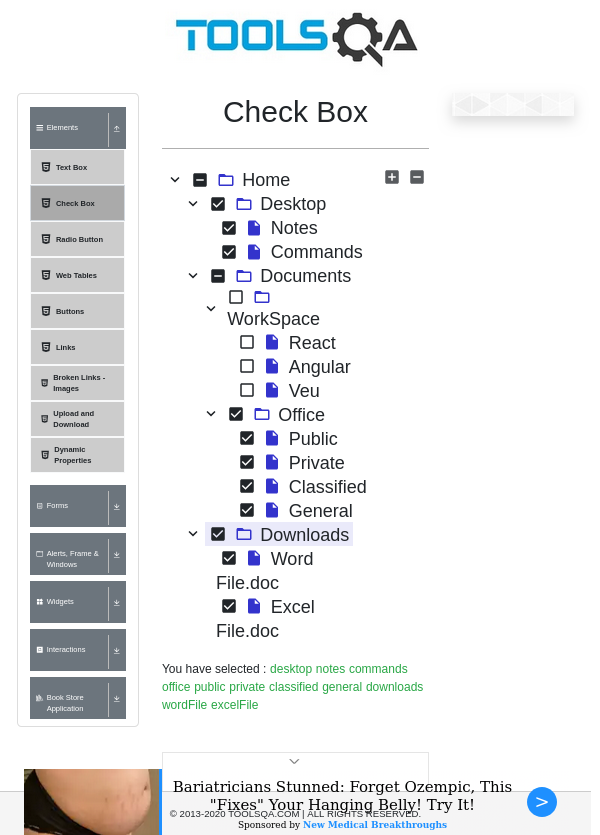 TOOLSQA
Elements
Text Box
Check Box
Radio Button
Web Tables
Buttons
Links
Broken Links -
Images
Upload and
Download
Dynamic
Properties
Forms
Alerts, Frame &
Windows
Widgets
Interactions
Book Store
Application
Check Box
Home
Desktop
Notes
Commands
Documents
WorkSpace
React
Angular
Veu
Office
Public
Private
Classified
General
Downloads
Word
File.doc
Excel
File.doc
You have selected : desktop notes commands
office public private classified general downloads
wordFile excelFile
Bariatricians Stunned: Forget Ozempic, This
"Fixes" Your Hanging Belly! Try It!
© 2013-2020 TOOLSQA.COM | ALL RIGHTS RESERVED.
Sponsored by New Medical Breakthroughs